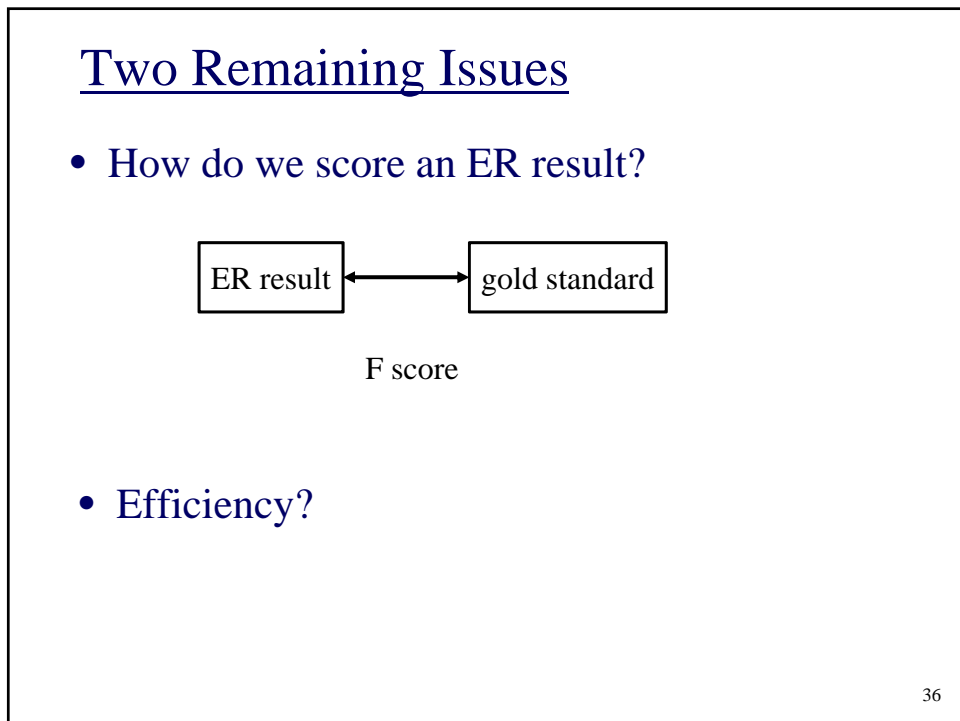 Two Remaining Issues
• How do we score an ER result?
ER result
gold standard
F score
• Efficiency?
36